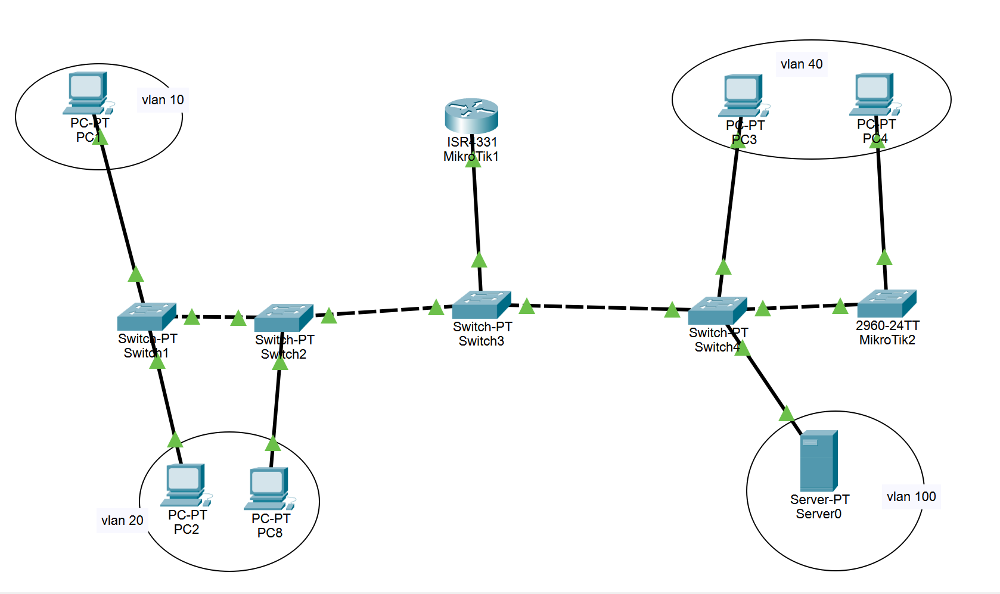 vlan 10
PC-PT
PC1
ISR4331
MikroTik1
vlan 40
PC-PT
PC3
PC-PT
PC4
Switch-PT
Switch1
Switch-PT
Switch2
Switch-PT
Switch3
Switch-PT
Switch4
2960-24TT
MikroTik2
vlan 20
PC-PT
PC2
PC-PT
PC8
Server-PT
Server0
vlan 100